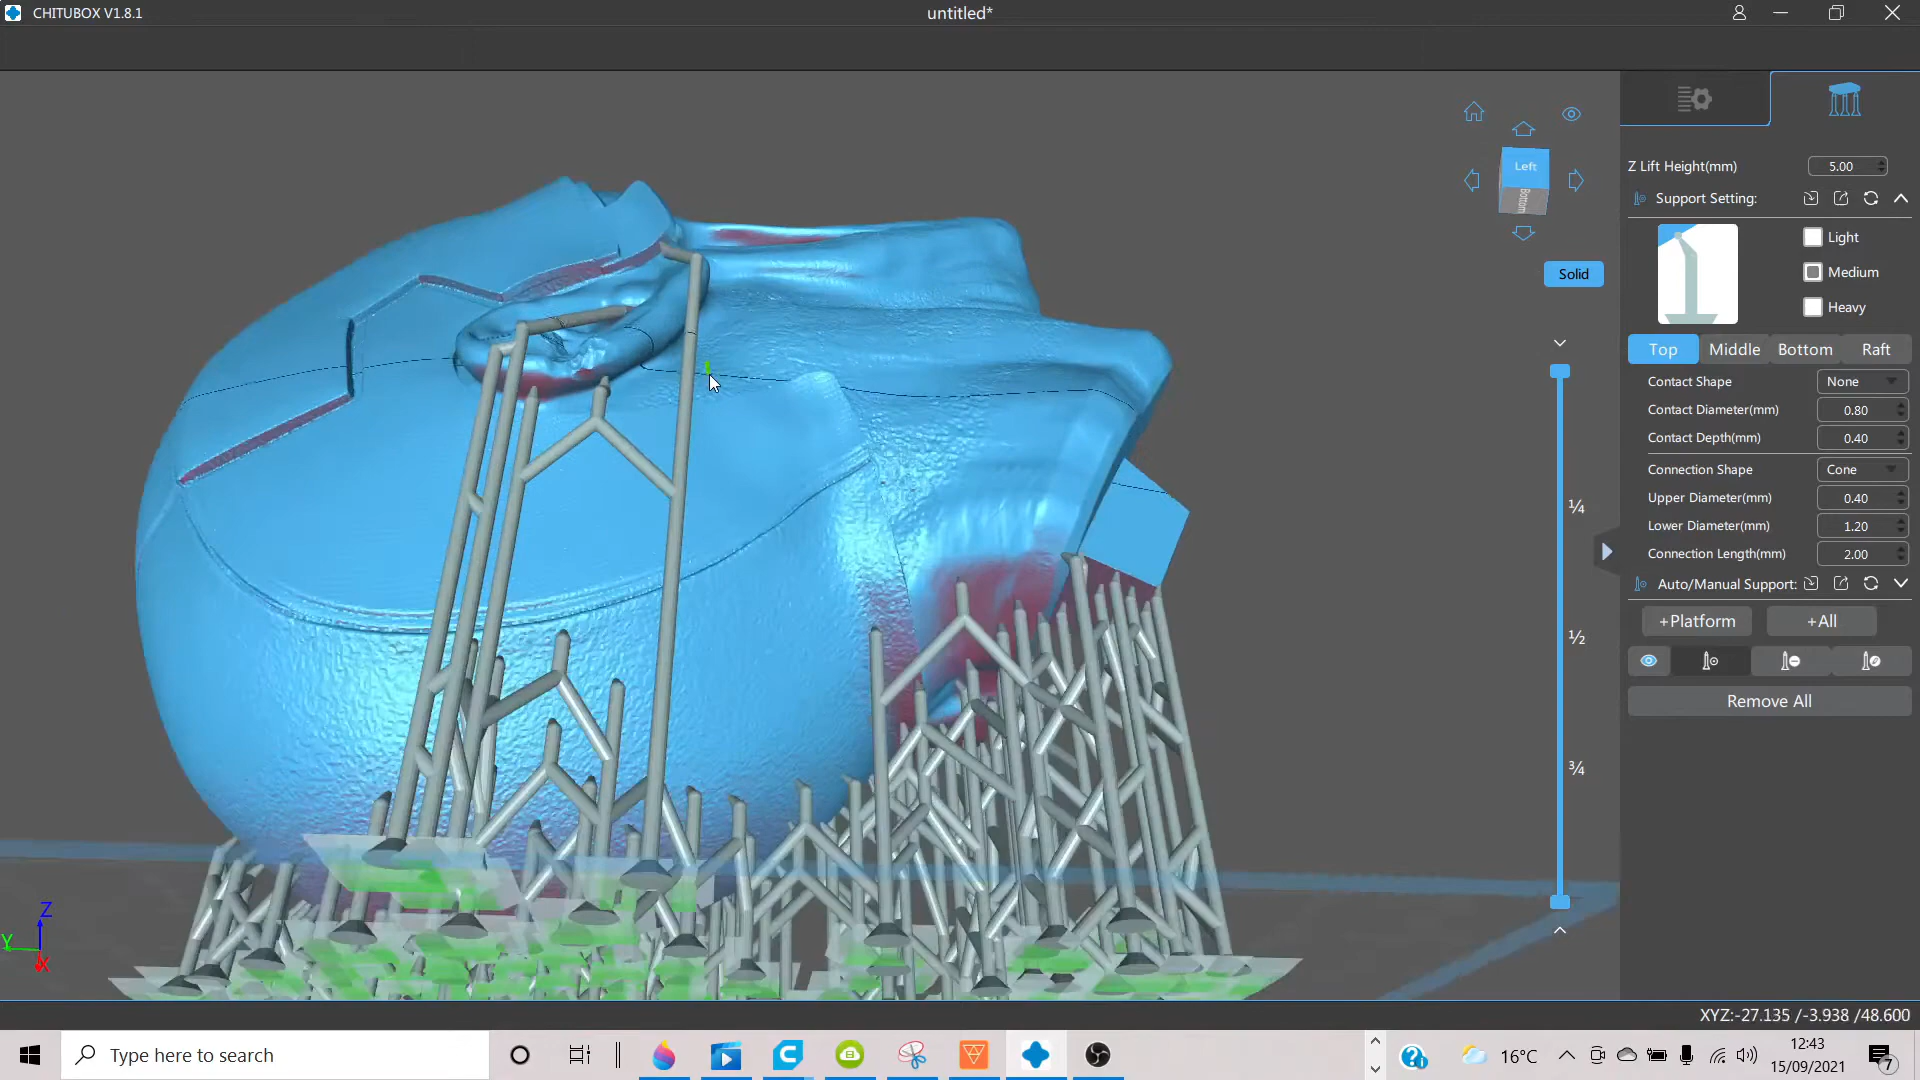 CHITUBOX V1.8.1
untitled*
Left
Bottom
Solid
¼
½
¾
Z Lift Height(mm) 5.00
Support Setting:
Light
Medium
Heavy
Top Middle Bottom Raft
Contact Shape None
Contact Diameter(mm) 0.80
Contact Depth(mm) 0.40
Connection Shape Cone
Upper Diameter(mm) 0.40
Lower Diameter(mm) 1.20
Connection Length(mm) 2.00
Auto/Manual Support:
+Platform +All
Remove All
Z
Y
X
XYZ:-27.135 /-3.938 /48.600
Type here to search
16°C
12:43
15/09/2021
7